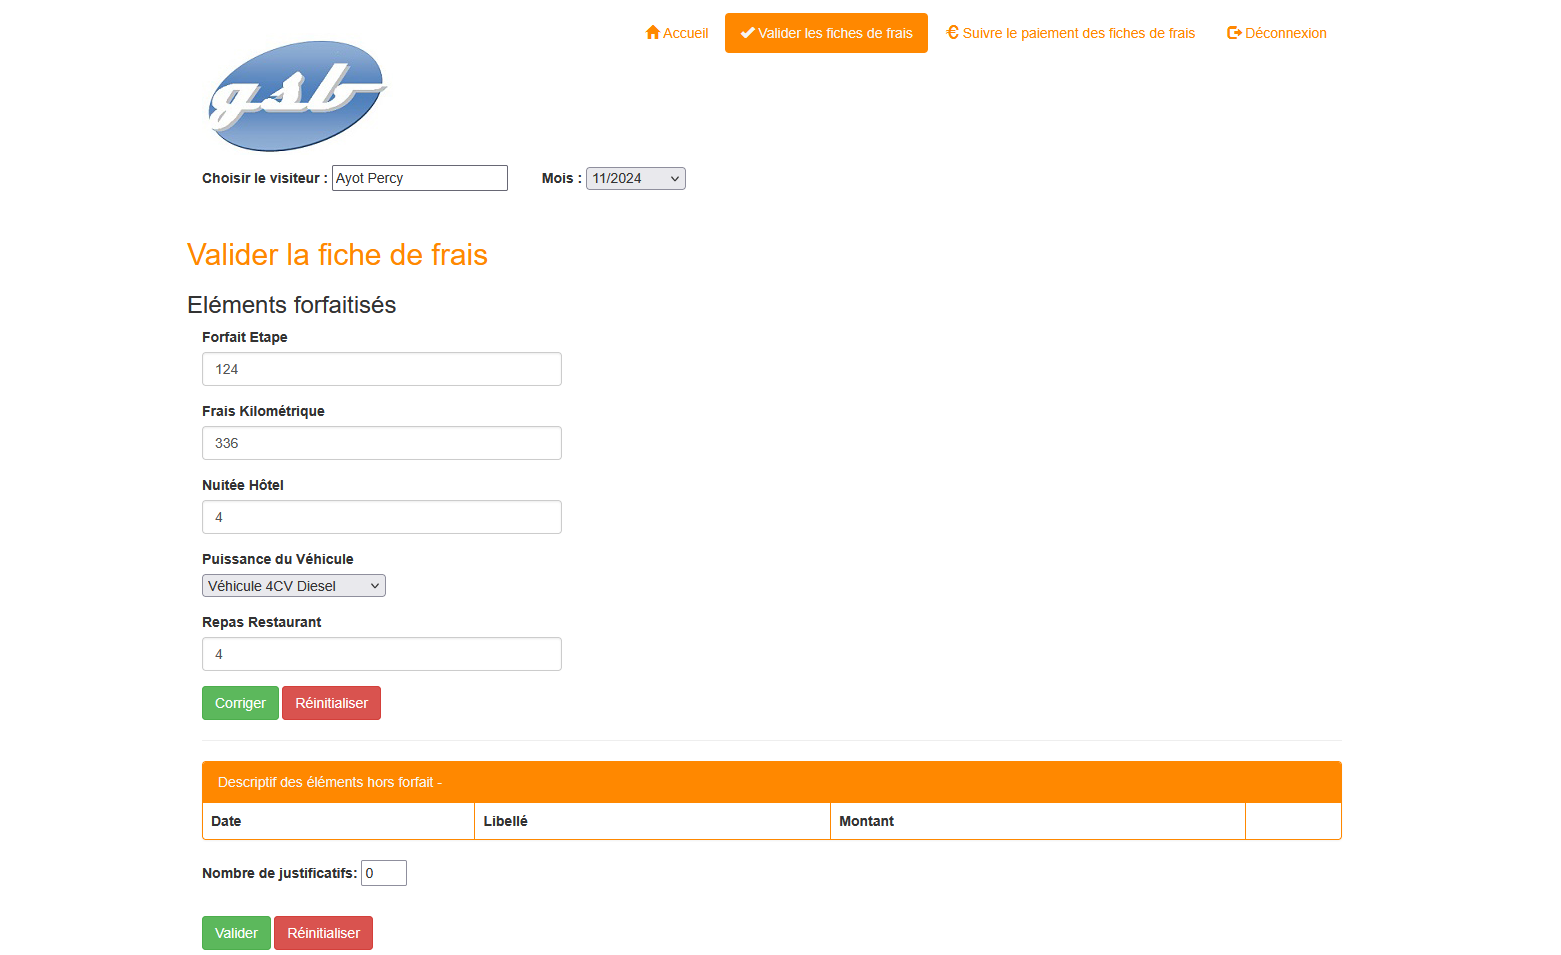 Accueil Valider les fiches de frais € Suivre le paiement des fiches de frais Déconnexion
gsb
Choisir le visiteur : Ayot Percy Mois : 11/2024
Valider la fiche de frais
Eléments forfaitisés
Forfait Etape
124
Frais Kilométrique
336
Nuitée Hôtel
4
Puissance du Véhicule
Véhicule 4CV Diesel
Repas Restaurant
4
Corriger Réinitialiser
Descriptif des éléments hors forfait -
Date Libellé Montant
Nombre de justificatifs: 0
Valider Réinitialiser